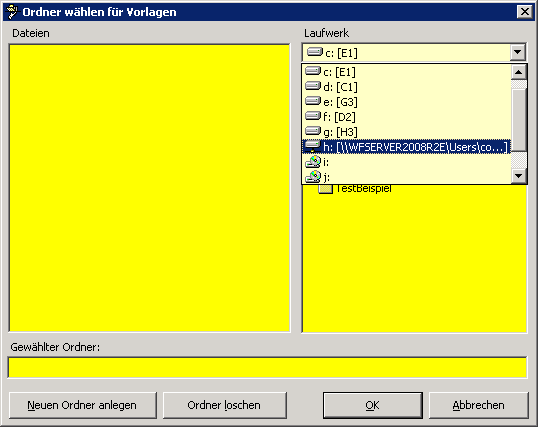 Ordner wählen für Vorlagen
Dateien
Laufwerk
c: [E1]
c: [E1]
d: [C1]
e: [G3]
f: [D2]
g: [H3]
h: [\\WFSERVER2008R2E\Users\co...]
i:
j:
TestBeispiel
Gewählter Ordner:
Neuen Ordner anlegen
Ordner loschen
OK
Abbrechen